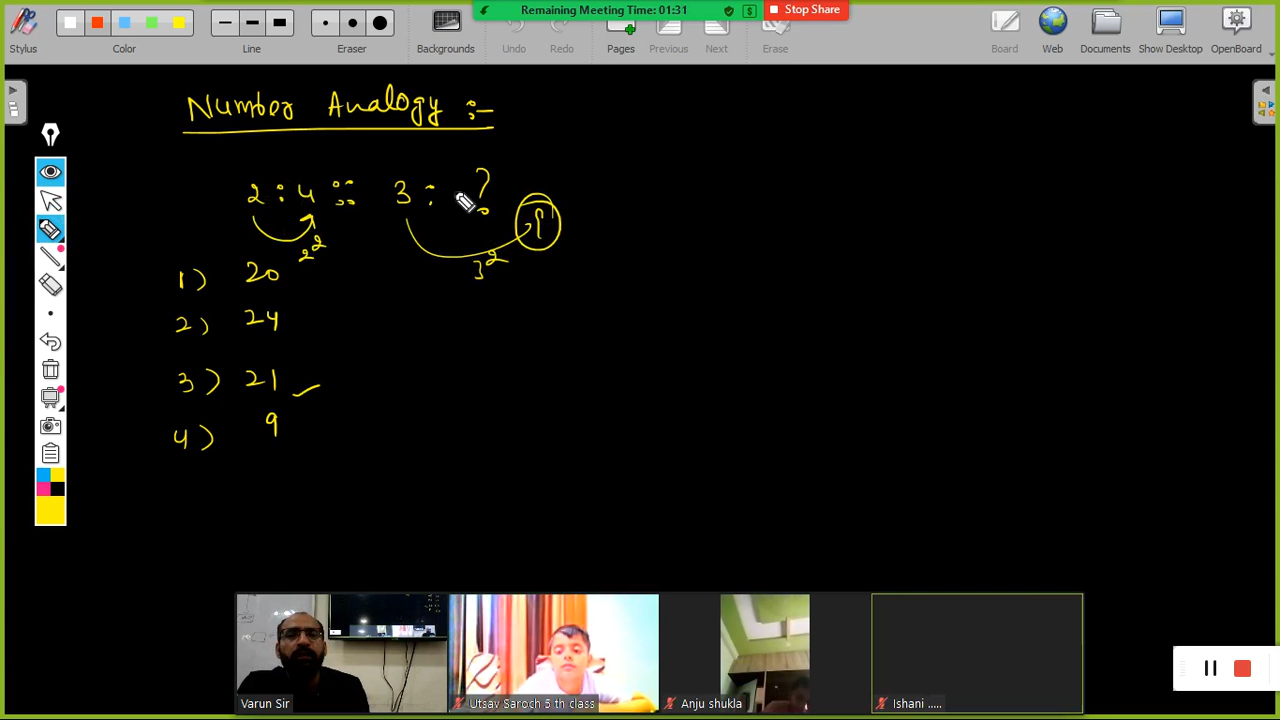 Remaining Meeting Time: 01:31 $ Stop Share
Stylus Color Line Eraser Backgrounds Undo Redo Pages Previous Next Erase Board Web Documents Show Desktop OpenBoard
Number Analogy :-
2 : 4 :: 3 : ? 9
2² 3²
1) 20
2) 24
3) 21 ✓
4) 9
Varun Sir Utsav Saroch 5 th class Anju shukla Ishani .....